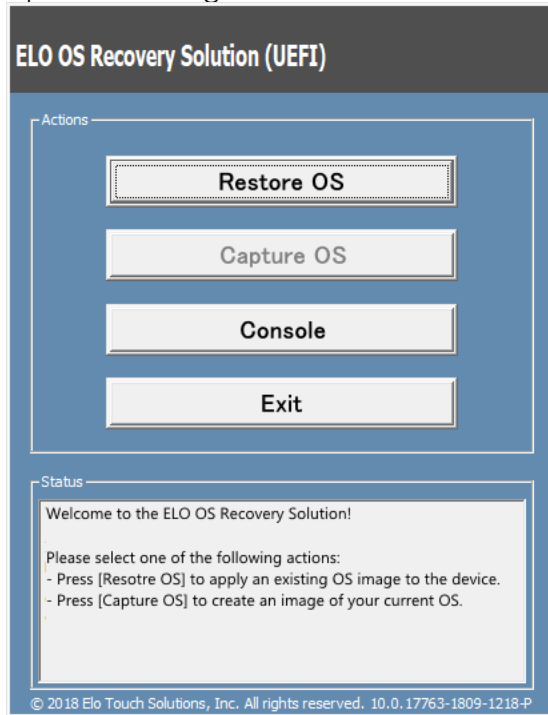 ELO OS Recovery Solution (UEFI)
Actions
Restore OS
Capture OS
Console
Exit
Status
Welcome to the ELO OS Recovery Solution!
Please select one of the following actions:
- Press [Resotre OS] to apply an existing OS image to the device.
- Press [Capture OS] to create an image of your current OS.
© 2018 Elo Touch Solutions, Inc. All rights reserved. 10.0.17763-1809-1218-P